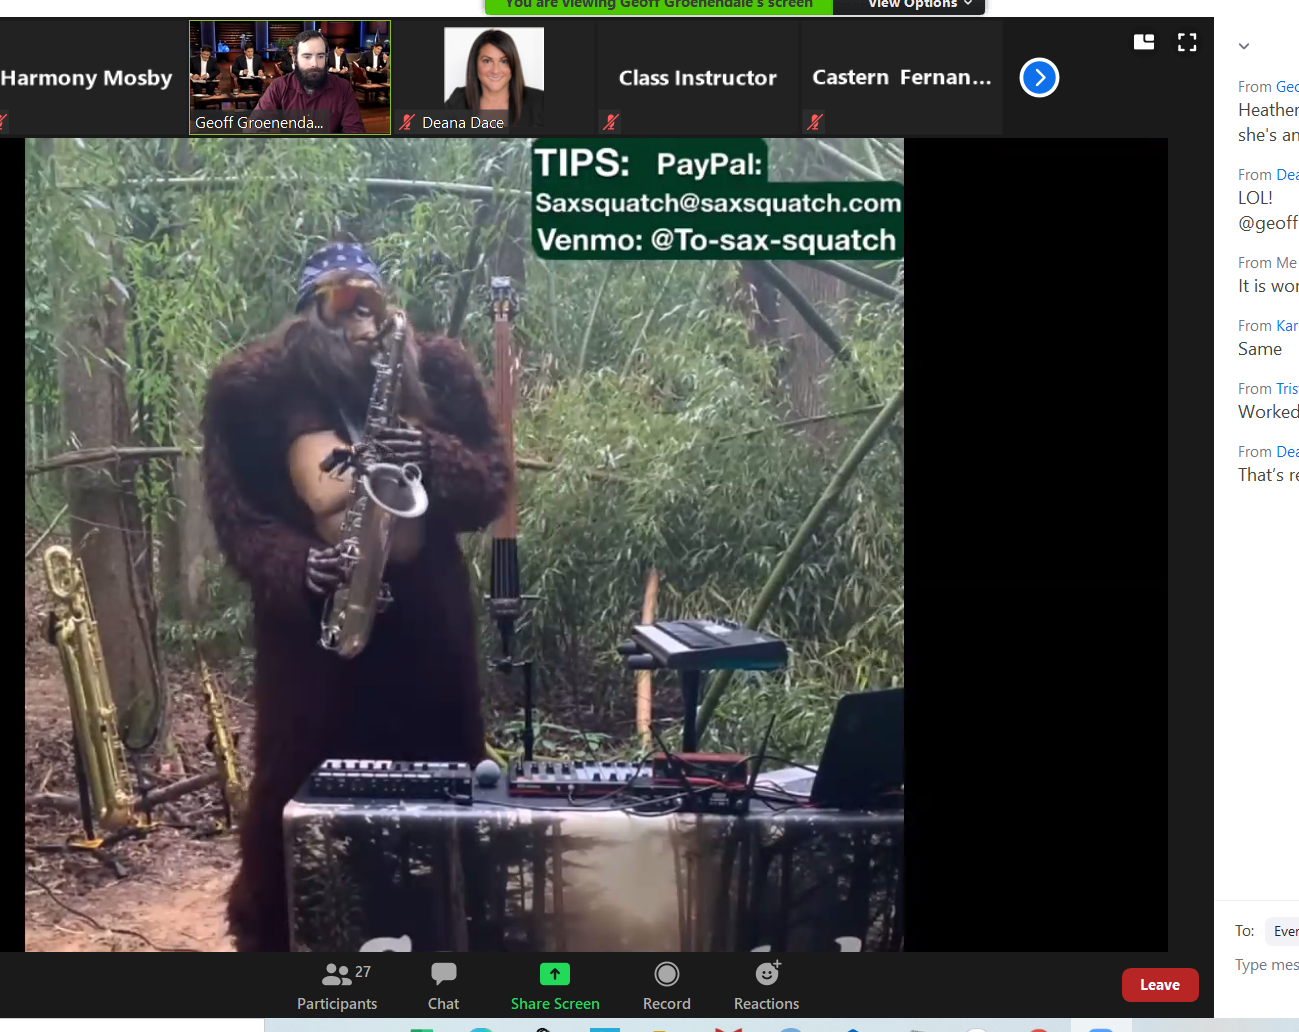 You are viewing Geoff Groenendale's screen
View Options
Harmony Mosby
Geoff Groenenda...
Deana Dace
Class Instructor
Castern Fernan...
TIPS: PayPal:
Saxsquatch@saxsquatch.com
Venmo: @To-sax-squatch
From Geo
Heather
she's an
From Dea
LOL!
@geoff
From Me
It is wor
From Kar
Same
From Tris
Worked
From Dea
That's re
To: Ever
Type mes
27
Participants
Chat
Share Screen
Record
Reactions
Leave